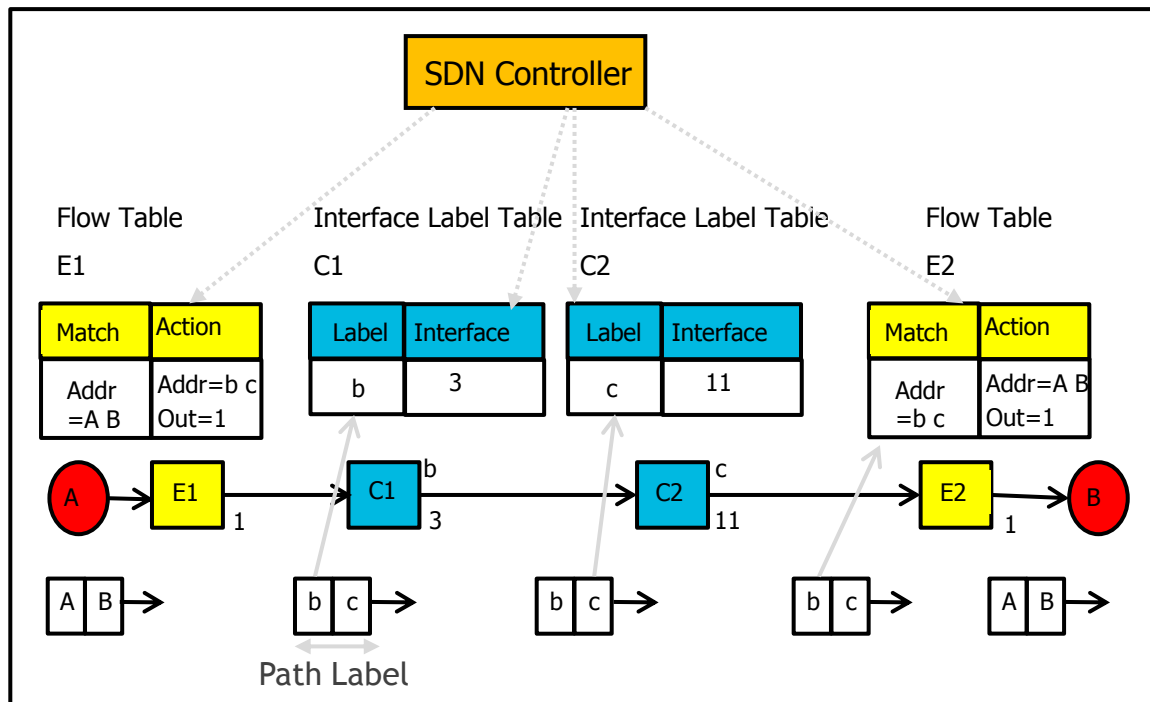 SDN Controller
Flow Table
E1
Interface Label Table
C1
Interface Label Table
C2
Flow Table
E2
Match
Action
Addr
=A B
Addr=b c
Out=1
Label
Interface
b
3
Label
Interface
c
11
Match
Action
Addr
=b c
Addr=A B
Out=1
A
E1
1
C1
b
3
C2
c
11
E2
1
B
A B
b c
b c
b c
A B
Path Label